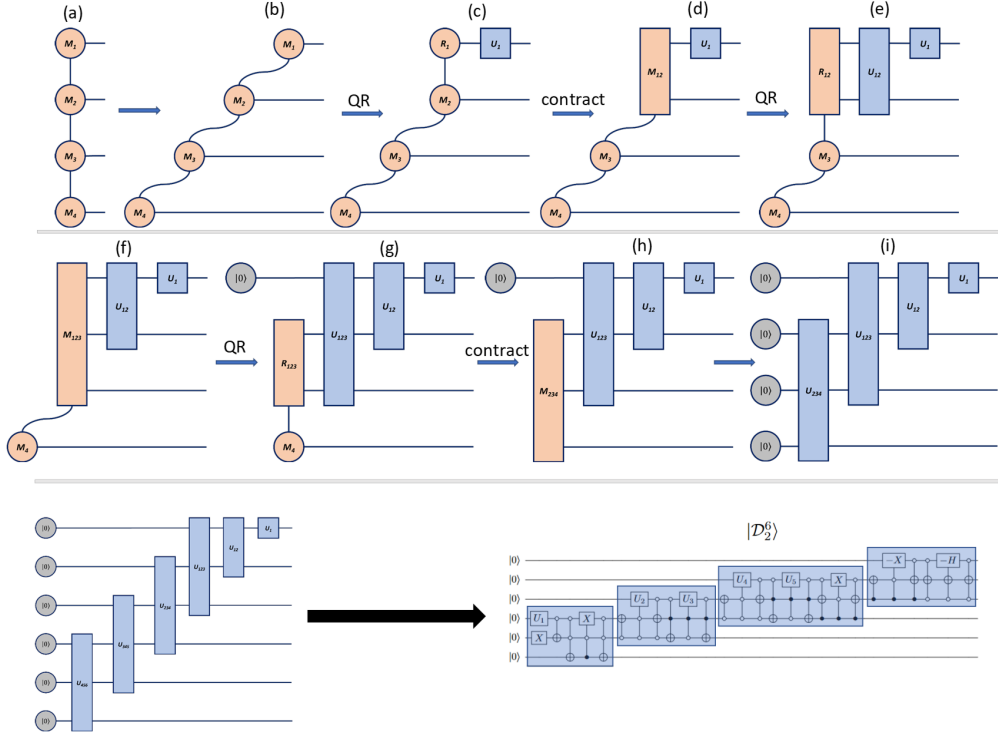 (a) (b) (c) (d) (e)
M1 M1 R1 U1 M12 U1 R12 U12 U1
QR contract QR
M2 M2 M2
M3 M3 M3 M3 M3
M4 M4 M4 M4 M4
(f) (g) (h) (i)
U1 |0⟩ U1 |0⟩ U1 |0⟩ U1
U12 U12 U12 U12
M123 U123 U123 |0⟩ U123
QR contract
R123 M234 |0⟩ U234
M4 M4 |0⟩
|D_2^6⟩
|0⟩ U123 U12 U1
|0⟩ U234
|0⟩
|0⟩
|0⟩ U456
|0⟩
|0⟩ -X -H
|0⟩ U4 U5 X
|0⟩ U2 U3
|0⟩ U1 X
|0⟩ X
|0⟩